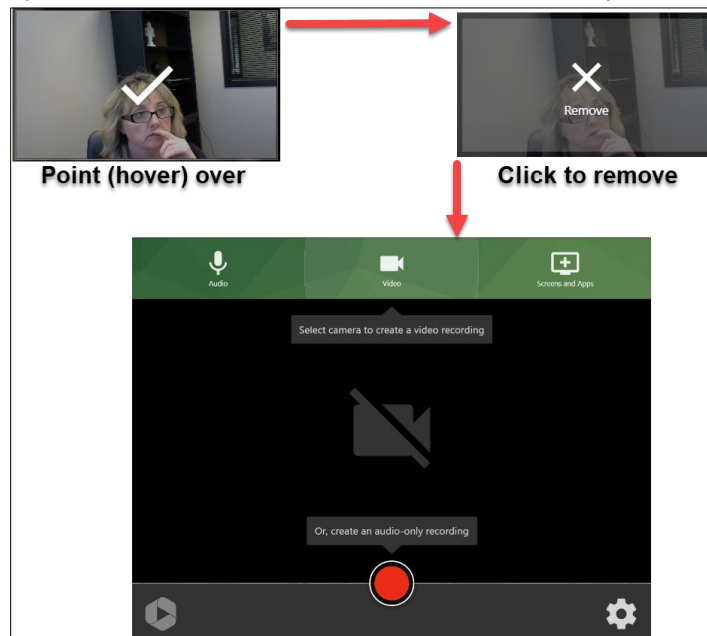 Remove
Point (hover) over
Click to remove
Audio
Video
Screens and Apps
Select camera to create a video recording
Or, create an audio-only recording